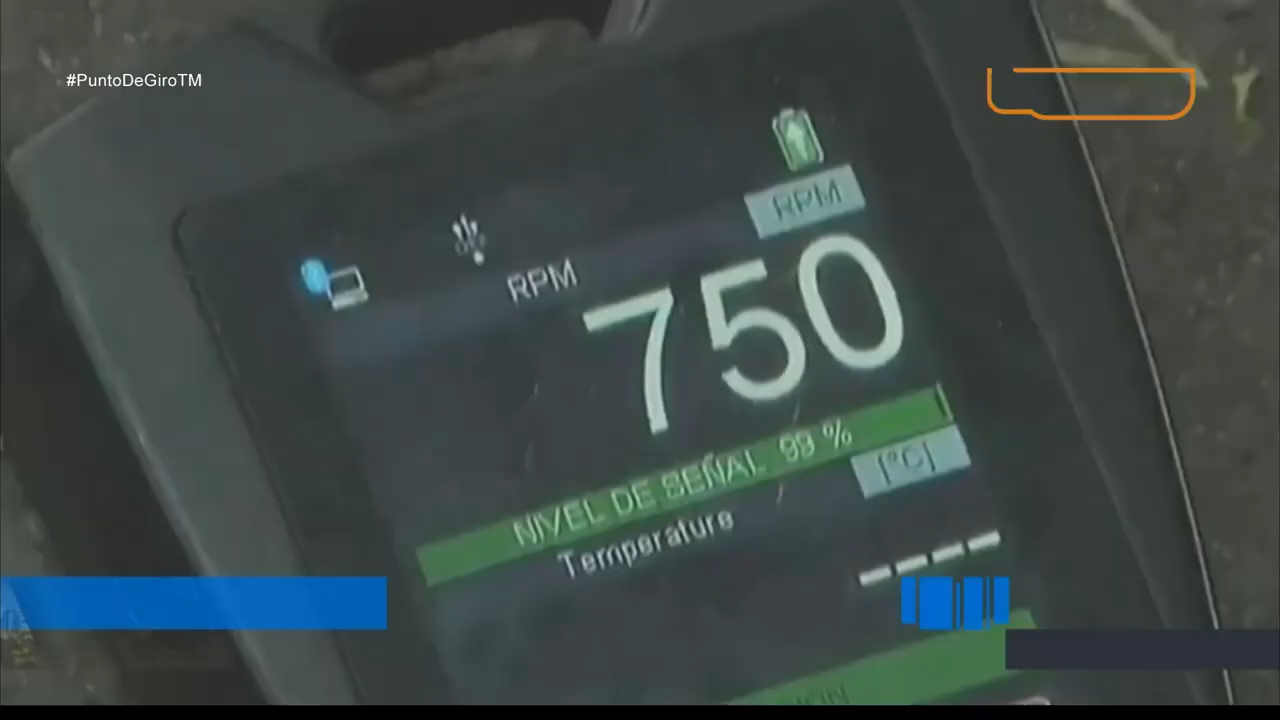 #PuntoDeGiroTM
RPM
RPM
750
NIVEL DE SEÑAL 99 %
[°C]
Temperature
----